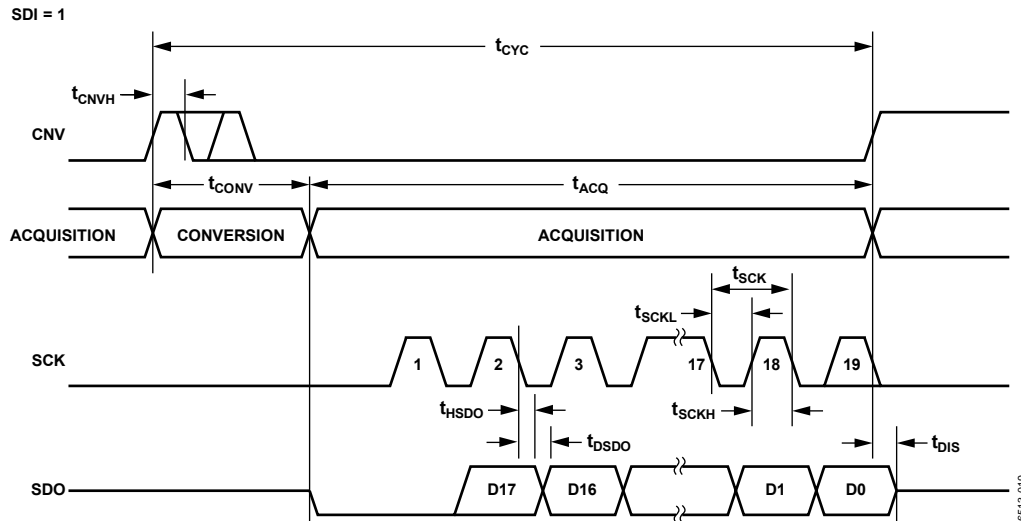 SDI = 1
tCYC
tCNVH
CNV
tCONV
tACQ
ACQUISITION
CONVERSION
ACQUISITION
tSCK
tSCKL
SCK
1
2
3
17
18
19
tHSDO
tSCKH
tDSDO
tDIS
SDO
D17
D16
D1
D0